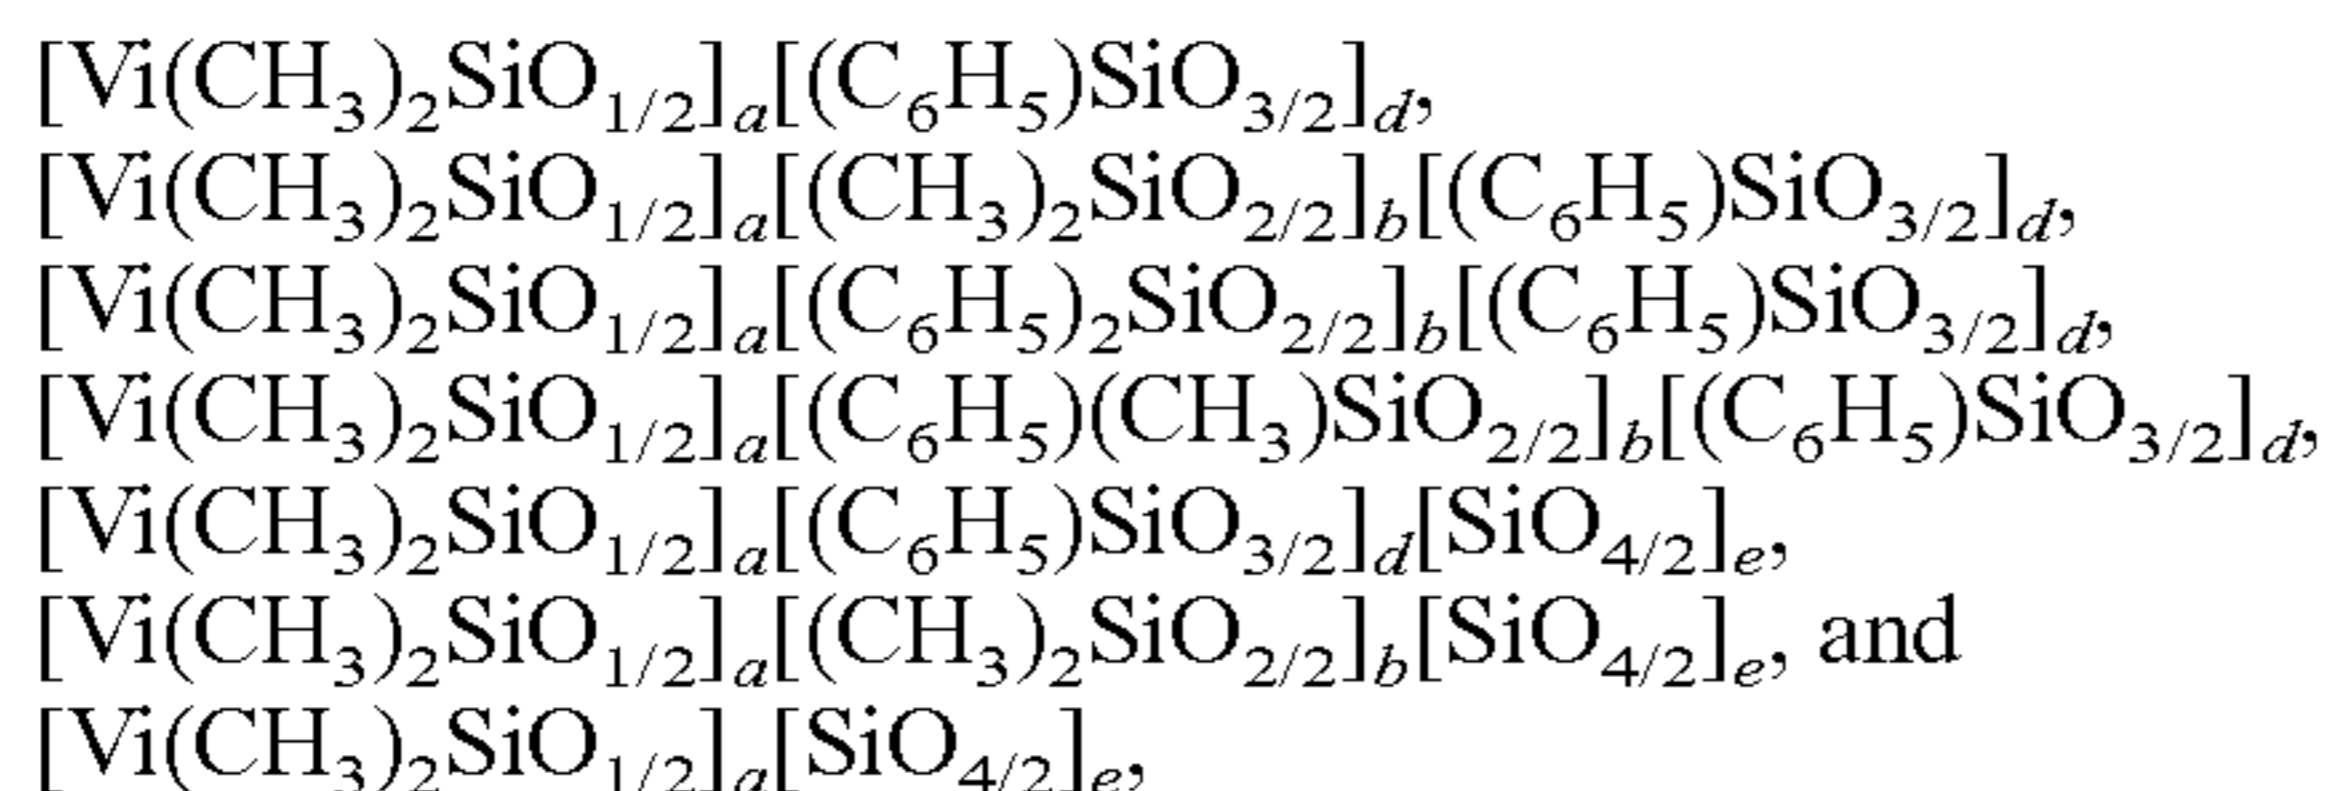 [Vi(CH₃)₂SiO₁/₂]ₐ[(C₆H₅)SiO₃/₂]d,
[Vi(CH₃)₂SiO₁/₂]ₐ[(CH₃)₂SiO₂/₂]b[(C₆H₅)SiO₃/₂]d,
[Vi(CH₃)₂SiO₁/₂]ₐ[(C₆H₅)₂SiO₂/₂]b[(C₆H₅)SiO₃/₂]d,
[Vi(CH₃)₂SiO₁/₂]ₐ[(C₆H₅)(CH₃)SiO₂/₂]b[(C₆H₅)SiO₃/₂]d,
[Vi(CH₃)₂SiO₁/₂]ₐ[(C₆H₅)SiO₃/₂]d[SiO₄/₂]ₑ,
[Vi(CH₃)₂SiO₁/₂]ₐ[(CH₃)₂SiO₂/₂]b[SiO₄/₂]ₑ, and
[Vi(CH₃)₂SiO₁/₂]ₐ[SiO₄/₂]ₑ,